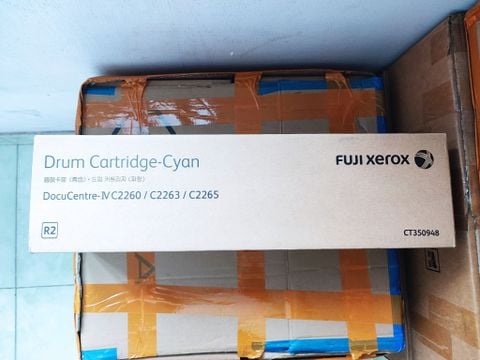 Drum Cartridge-Cyan
FUJI xerox
DocuCentre-IV C2260 / C2263 / C2265
R2
CT350948